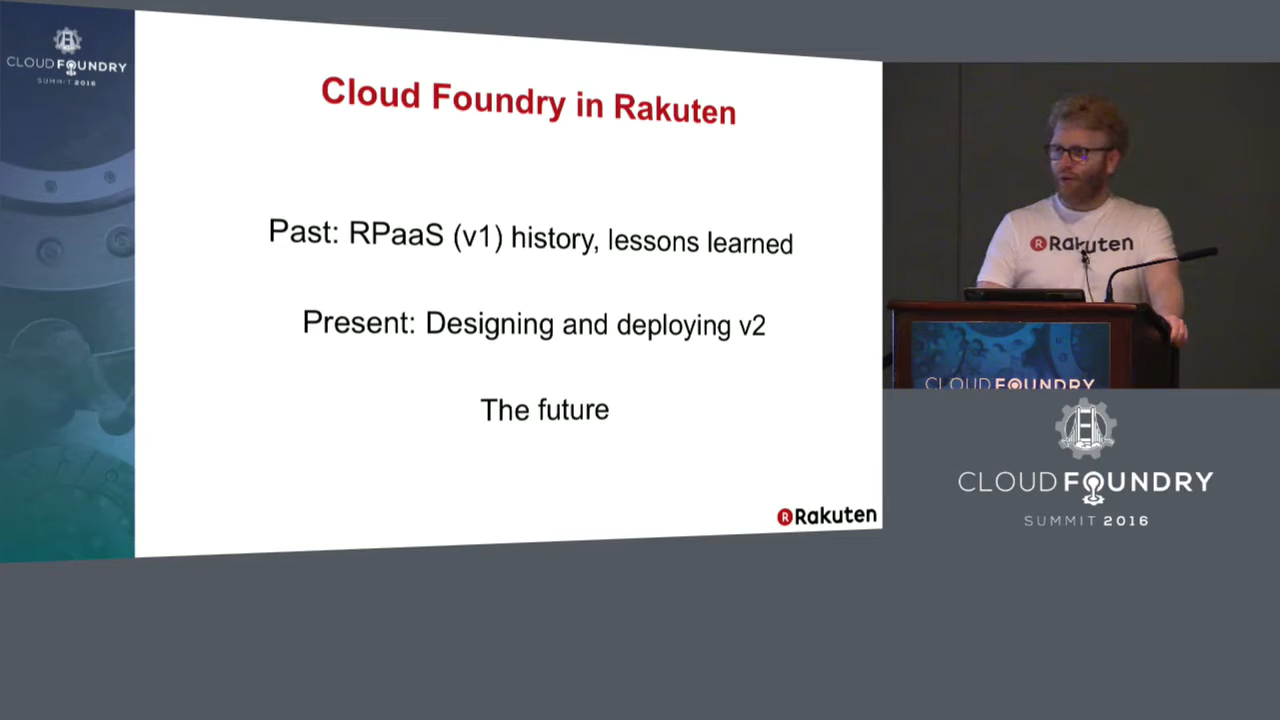 CLOUD FOUNDRY
SUMMIT 2016
Cloud Foundry in Rakuten
Past: RPaaS (v1) history, lessons learned
Present: Designing and deploying v2
The future
R Rakuten
R Rakuten
CLOUD FOUNDRY
CLOUD FOUNDRY
SUMMIT 2016